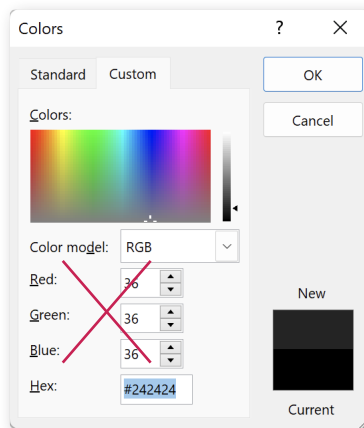 Colors ?
Standard Custom
OK
Cancel
Colors:
Color model: RGB
Red: 36
Green: 36
Blue: 36
Hex: #242424
New
Current